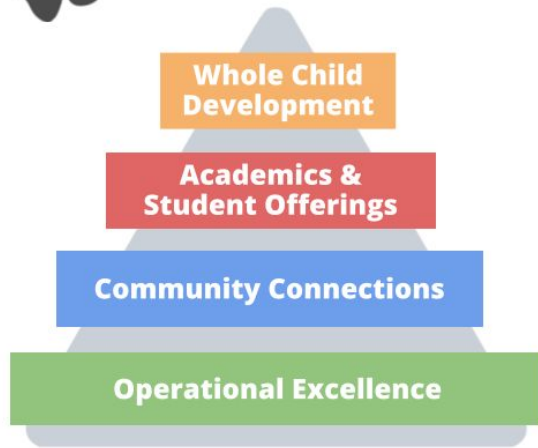 Whole Child
Development
Academics &
Student Offerings
Community Connections
Operational Excellence